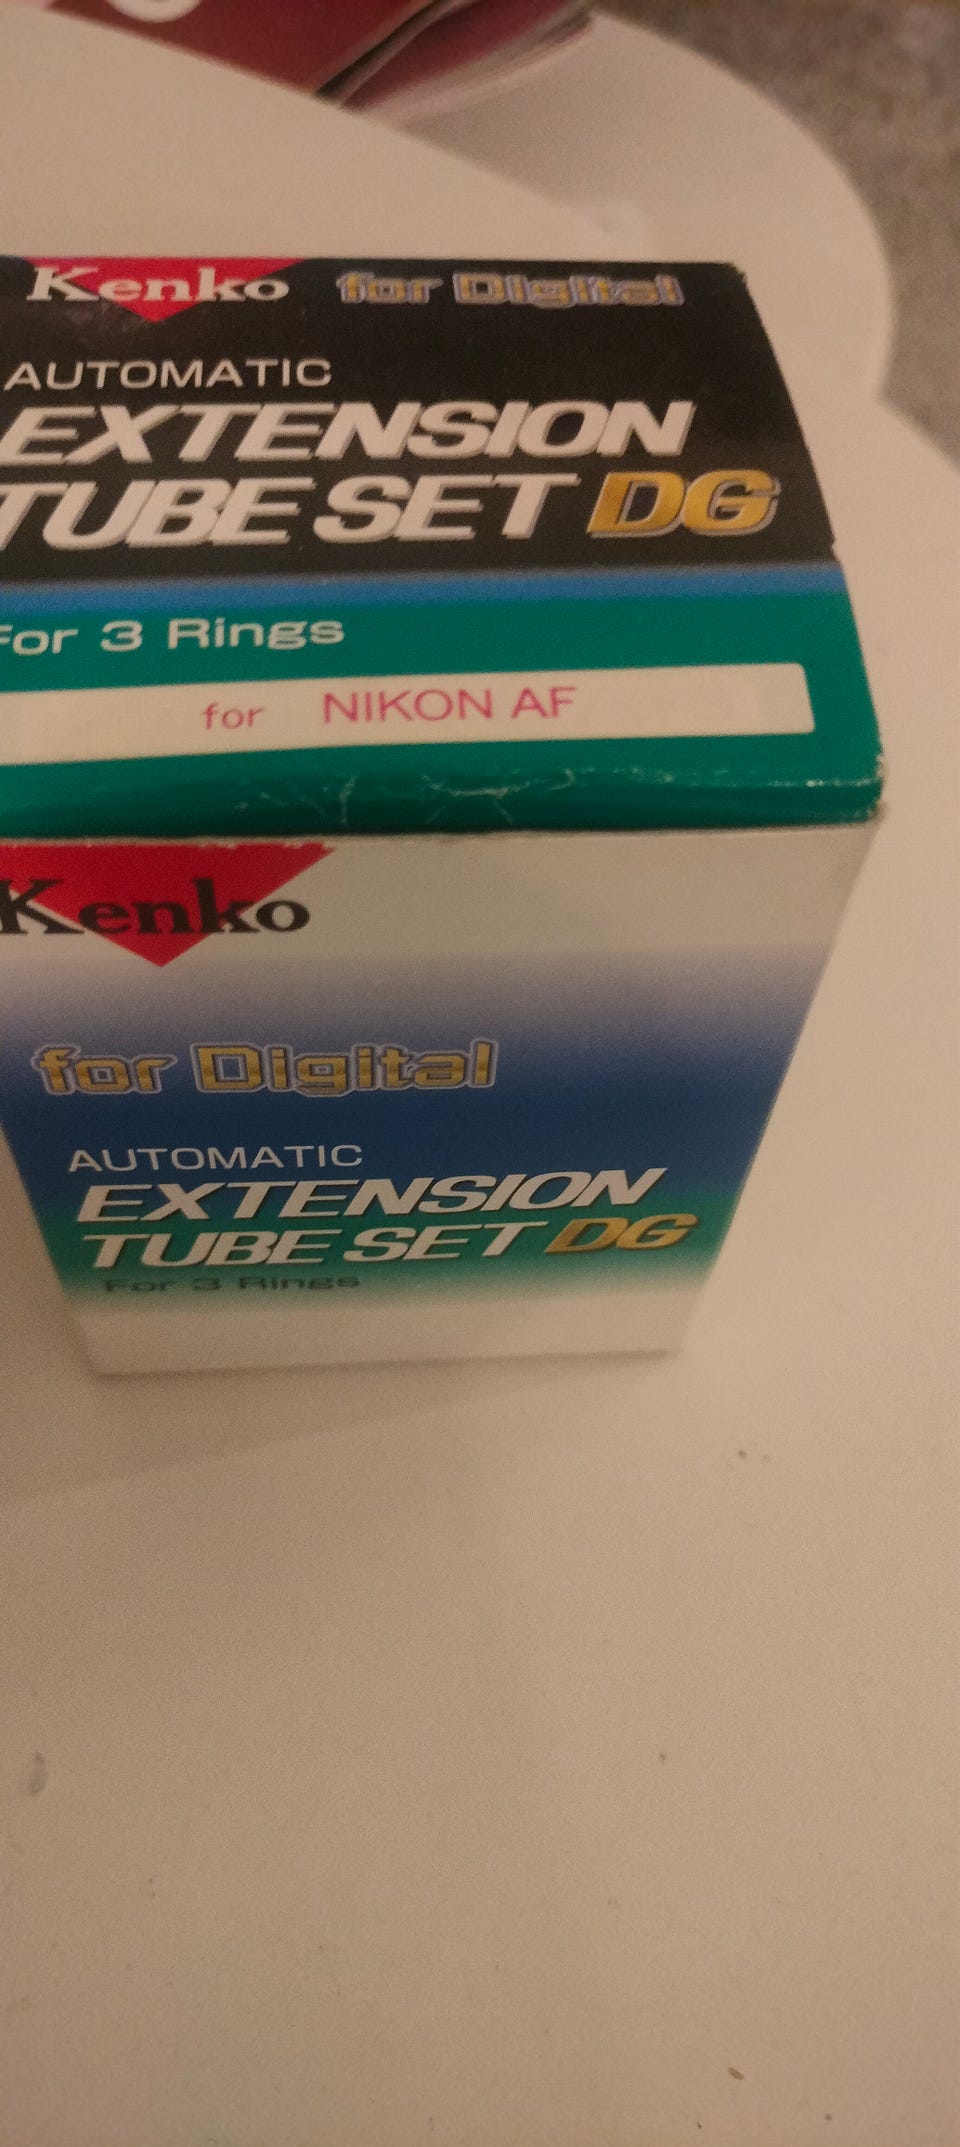 Kenko for Digital
AUTOMATIC
EXTENSION
TUBE SET DG
For 3 Rings
for NIKON AF
Kenko
for Digital
AUTOMATIC
EXTENSION
TUBE SET DG
For 3 Rings